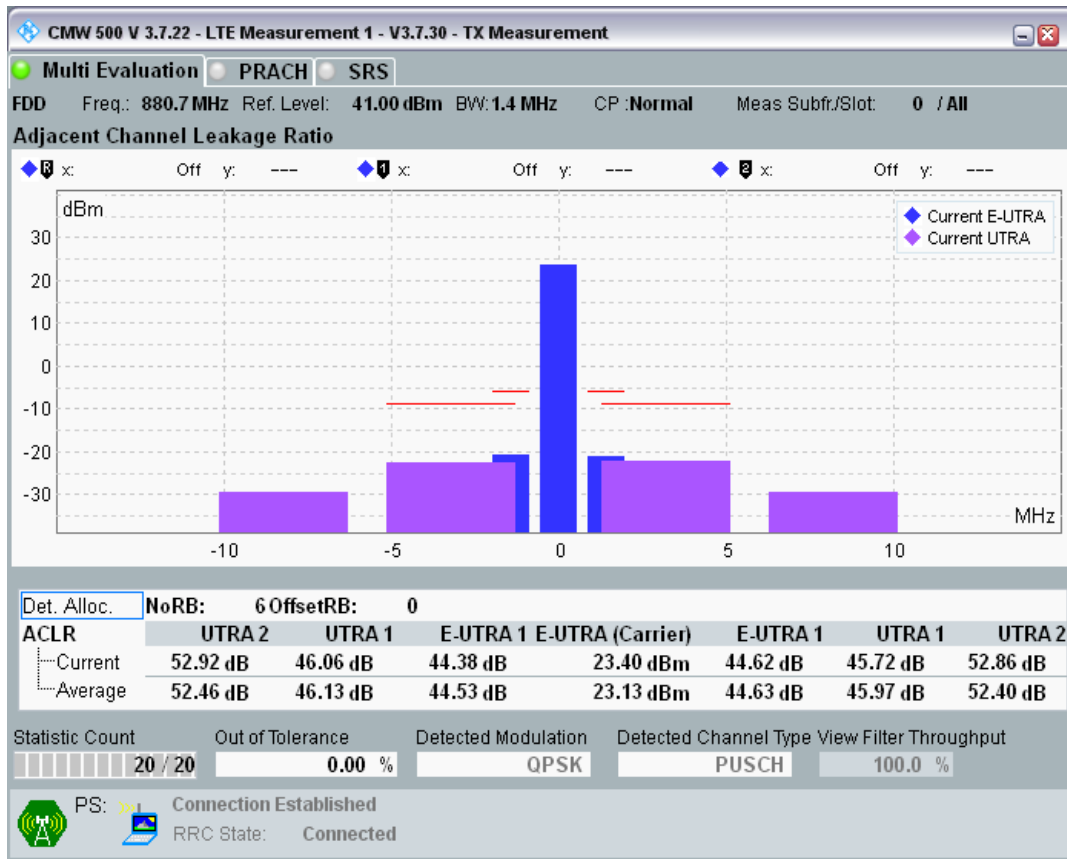 CMW 500 V 3.7.22 - LTE Measurement 1 - V3.7.30 - TX Measurement
Multi Evaluation PRACH SRS
FDD Freq.: 880.7 MHz Ref. Level: 41.00 dBm BW: 1.4 MHz CP :Normal Meas Subfr./Slot: 0 / All
Adjacent Channel Leakage Ratio
R x: Off y: --- 1 x: Off y: --- 2 x: Off y: ---
dBm
Current E-UTRA
Current UTRA
30
20
10
0
-10
-20
-30
MHz
-10 -5 0 5 10
Det. Alloc. NoRB: 6 OffsetRB: 0
ACLR UTRA 2 UTRA 1 E-UTRA 1 E-UTRA (Carrier) E-UTRA 1 UTRA 1 UTRA 2
Current 52.92 dB 46.06 dB 44.38 dB 23.40 dBm 44.62 dB 45.72 dB 52.86 dB
Average 52.46 dB 46.13 dB 44.53 dB 23.13 dBm 44.63 dB 45.97 dB 52.40 dB
Statistic Count Out of Tolerance Detected Modulation Detected Channel Type View Filter Throughput
20 / 20 0.00 % QPSK PUSCH 100.0 %
PS: Connection Established
RRC State: Connected